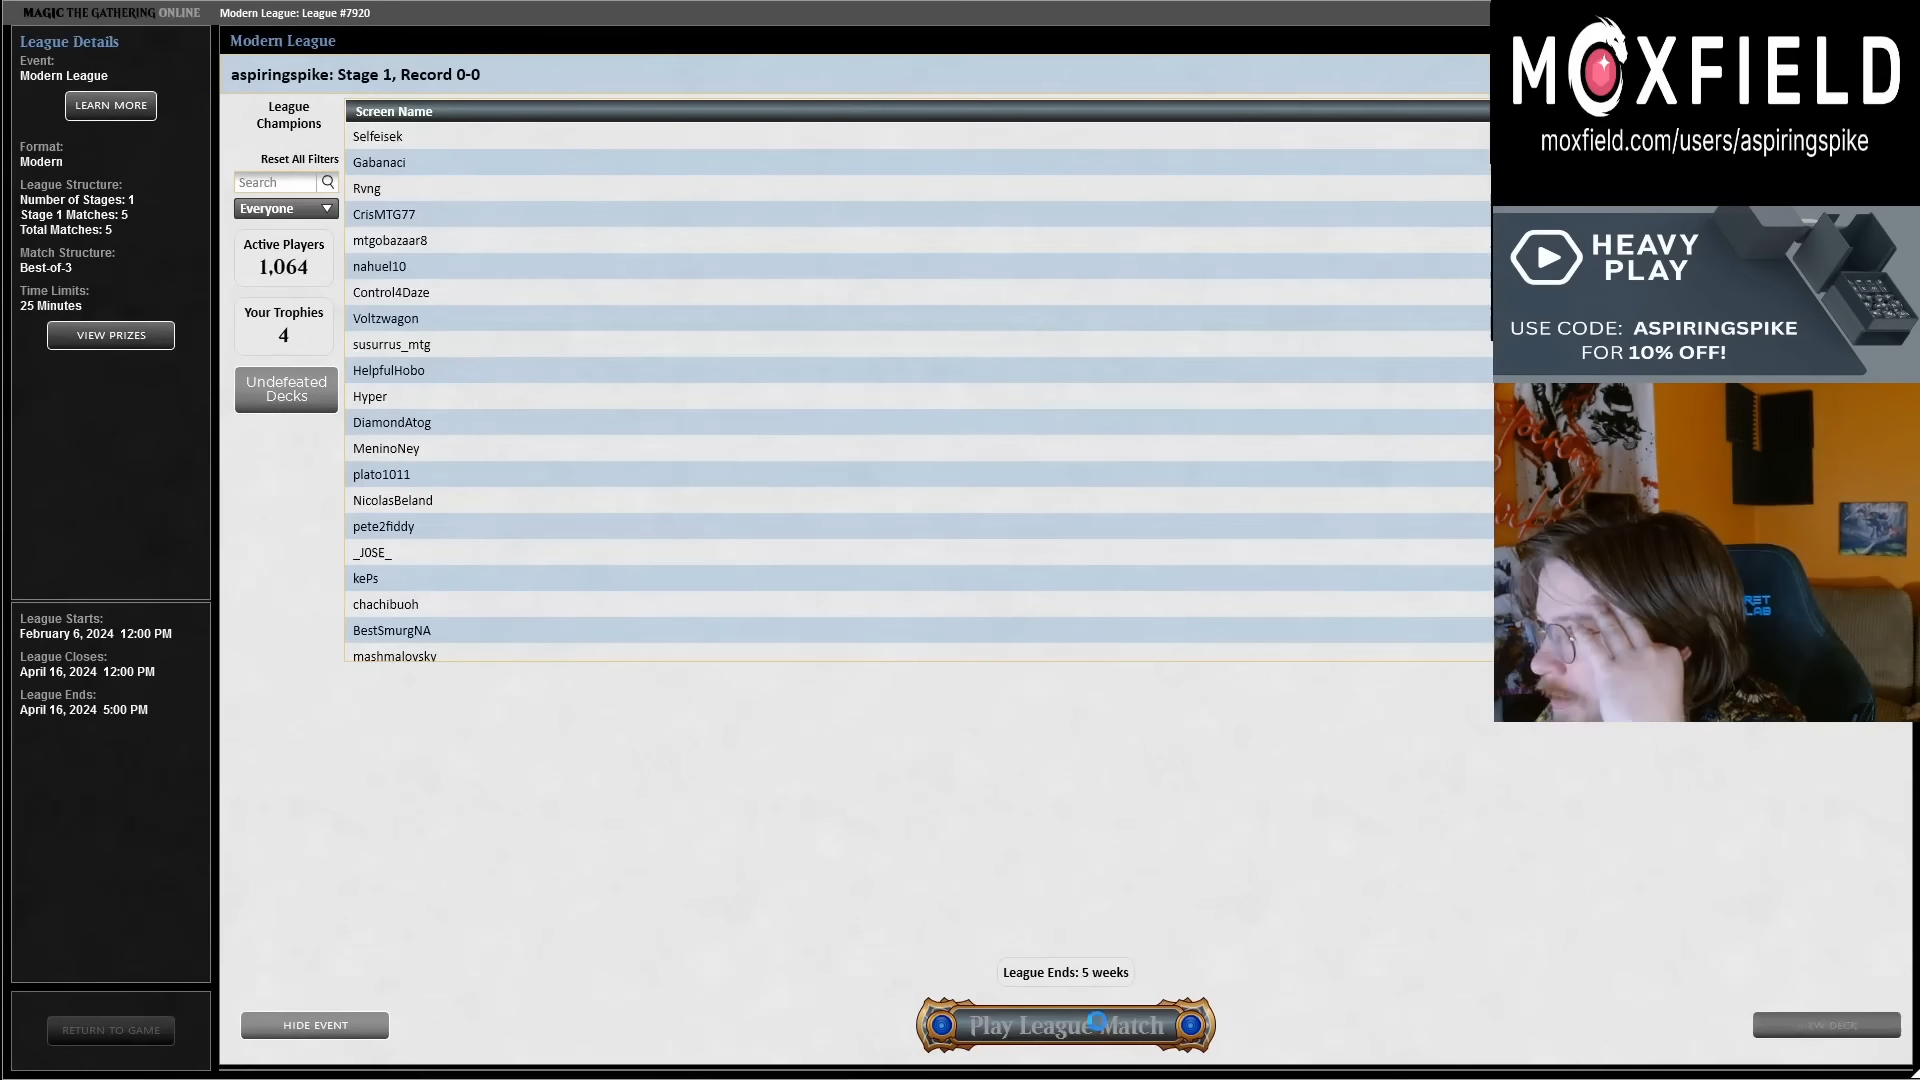 MAGIC THE GATHERING ONLINE
Modern League: League #7920
League Details
Event:
Modern League
LEARN MORE
Format:
Modern
League Structure:
Number of Stages: 1
Stage 1 Matches: 5
Total Matches: 5
Match Structure:
Best-of-3
Time Limits:
25 Minutes
VIEW PRIZES
League Starts:
February 6, 2024 12:00 PM
League Closes:
April 16, 2024 12:00 PM
League Ends:
April 16, 2024 5:00 PM
RETURN TO GAME
Modern League
aspiringspike: Stage 1, Record 0-0
League
Champions
Reset All Filters
Search
Everyone
Active Players
1,064
Your Trophies
4
Undefeated
Decks
Screen Name
Selfeisek
Gabanaci
Rvng
CrisMTG77
mtgobazaar8
nahuel10
Control4Daze
Voltzwagon
susurrus_mtg
HelpfulHobo
Hyper
DiamondAtog
MeninoNey
plato1011
NicolasBeland
pete2fiddy
_J0SE_
kePs
chachibuoh
BestSmurgNA
mashmalovsky
League Ends: 5 weeks
HIDE EVENT
Play League Match
DECK
MOXFIELD
moxfield.com/users/aspiringspike
HEAVY
PLAY
USE CODE: ASPIRINGSPIKE
FOR 10% OFF!